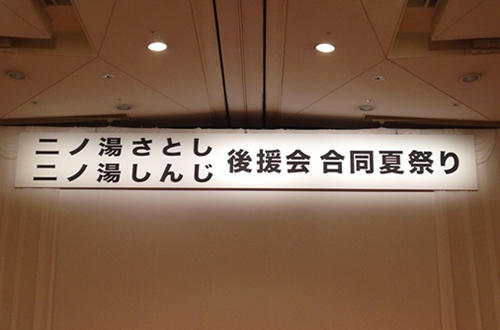 二ノ湯さとし
二ノ湯しんじ
後援会 合同夏祭り